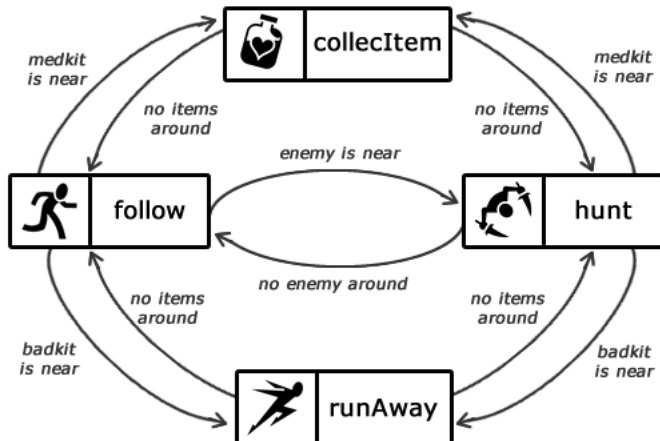 collecItem
medkit
is near
medkit
is near
no items
around
no items
around
enemy is near
follow
hunt
no enemy around
no items
around
no items
around
badkit
is near
badkit
is near
runAway